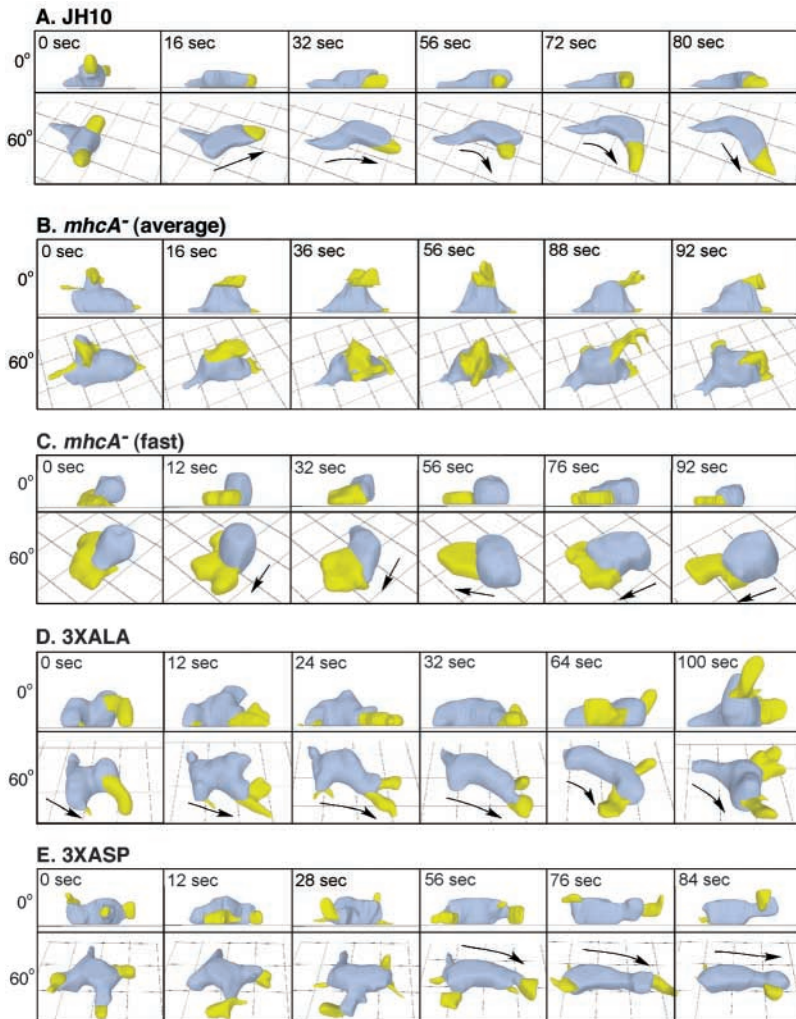 A. JH10
0 sec 16 sec 32 sec 56 sec 72 sec 80 sec
0°
60°
B. mhcA- (average)
0 sec 16 sec 36 sec 56 sec 88 sec 92 sec
0°
60°
C. mhcA- (fast)
0 sec 12 sec 32 sec 56 sec 76 sec 92 sec
0°
60°
D. 3XALA
0 sec 12 sec 24 sec 32 sec 64 sec 100 sec
0°
60°
E. 3XASP
0 sec 12 sec 28 sec 56 sec 76 sec 84 sec
0°
60°